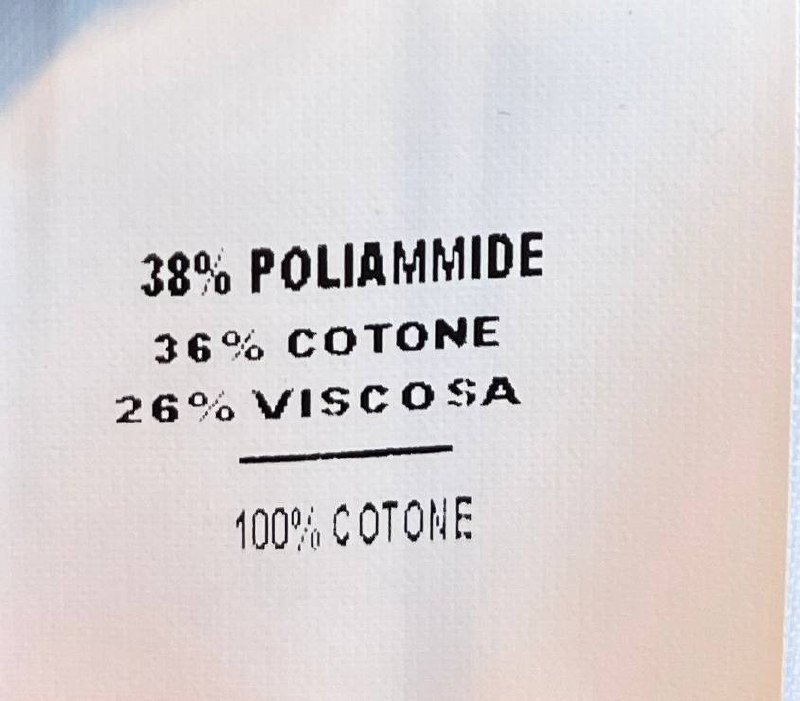 38% POLIAMMIDE
36% COTONE
26% VISCOSA
100% COTONE